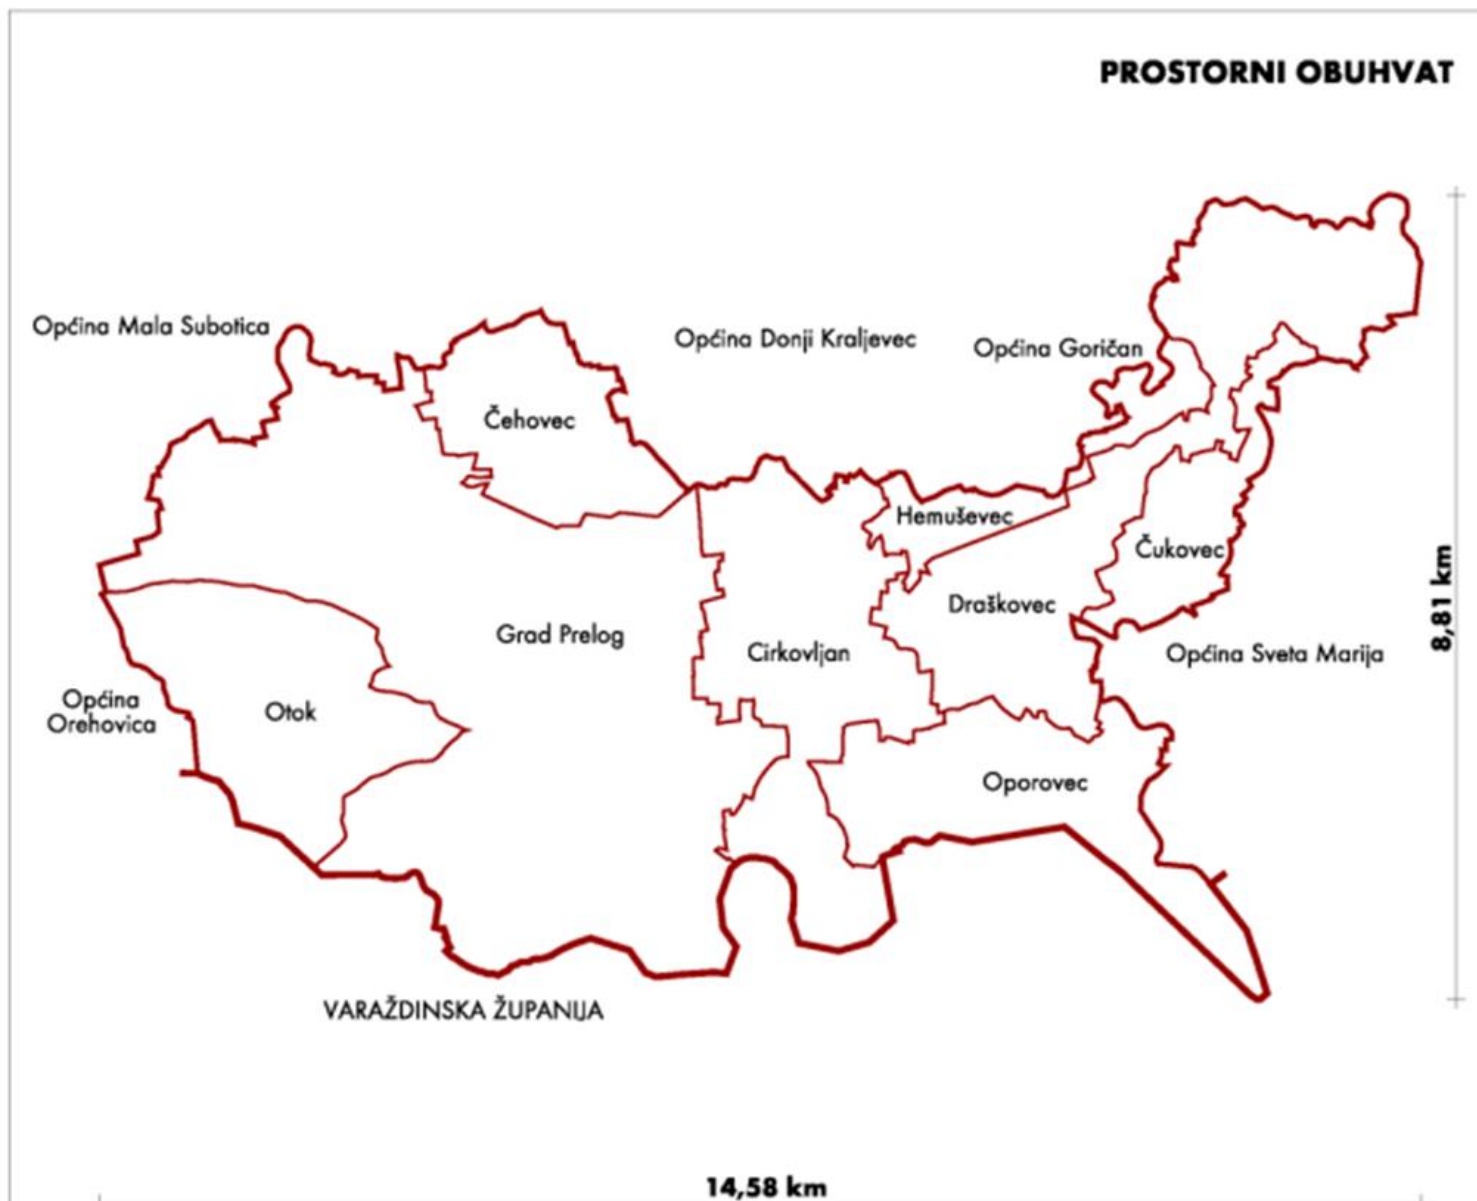 PROSTORNI OBUHVAT
Općina Mala Subotica
Općina Donji Kraljevec
Općina Goričan
Čehovec
Hemuševec
Čukovec
8,81 km
Draškovec
Grad Prelog
Cirkovljan
Općina Sveta Marija
Općina
Orehovica
Otok
Oporovec
VARAŽDINSKA ŽUPANIJA
14,58 km